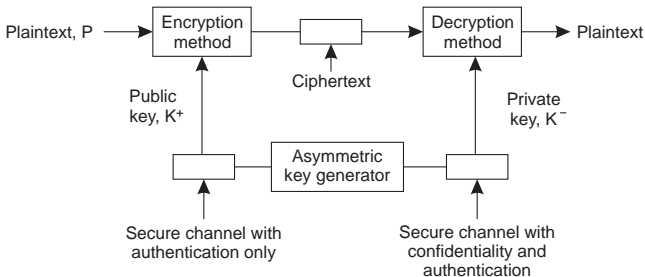 Plaintext, P
Encryption
method
Decryption
method
Plaintext
Ciphertext
Public
key, K⁺
Private
key, K⁻
Asymmetric
key generator
Secure channel with
authentication only
Secure channel with
confidentiality and
authentication